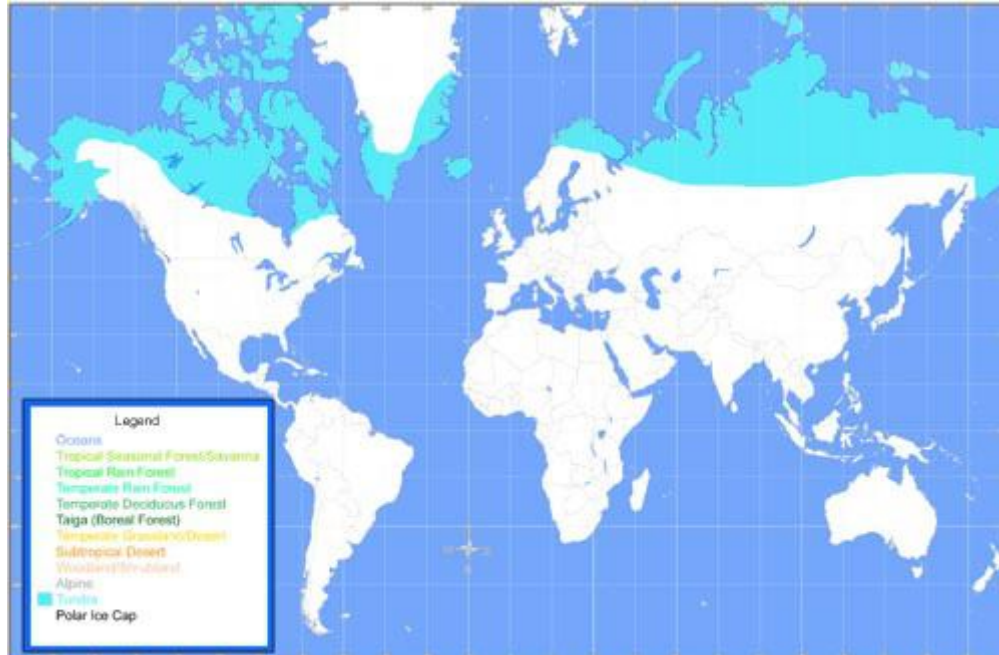 Legend
Oceans
Tropical Seasonal Forest/Savanna
Tropical Rain Forest
Temperate Rain Forest
Temperate Deciducus Forest
Taiga (Boreal Forest)
Temperate Grassland/Desert
Subtropical Desert
Woodland/Shrubland
Alpine
Tundra
Polar Ice Cap